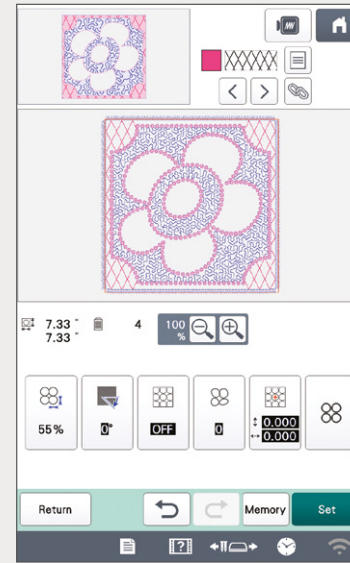 7.33 "
7.33 "
4
100 %
55 %
0°
OFF
0
0.000
0.000
Return
Memory
Set